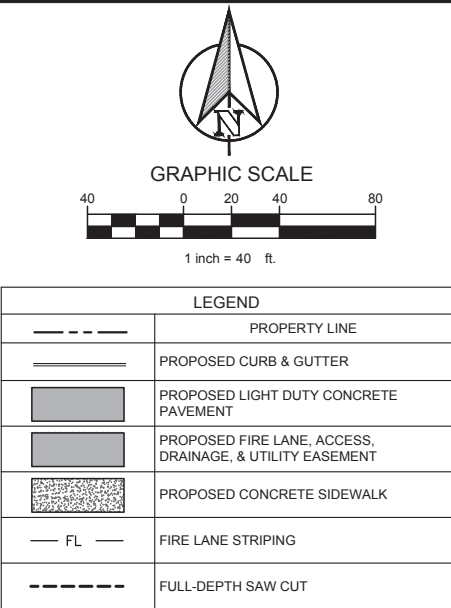 N
GRAPHIC SCALE
40 0 20 40 80
1 inch = 40 ft.
LEGEND
PROPERTY LINE
PROPOSED CURB & GUTTER
PROPOSED LIGHT DUTY CONCRETE
PAVEMENT
PROPOSED FIRE LANE, ACCESS,
DRAINAGE, & UTILITY EASEMENT
PROPOSED CONCRETE SIDEWALK
FL FIRE LANE STRIPING
FULL-DEPTH SAW CUT